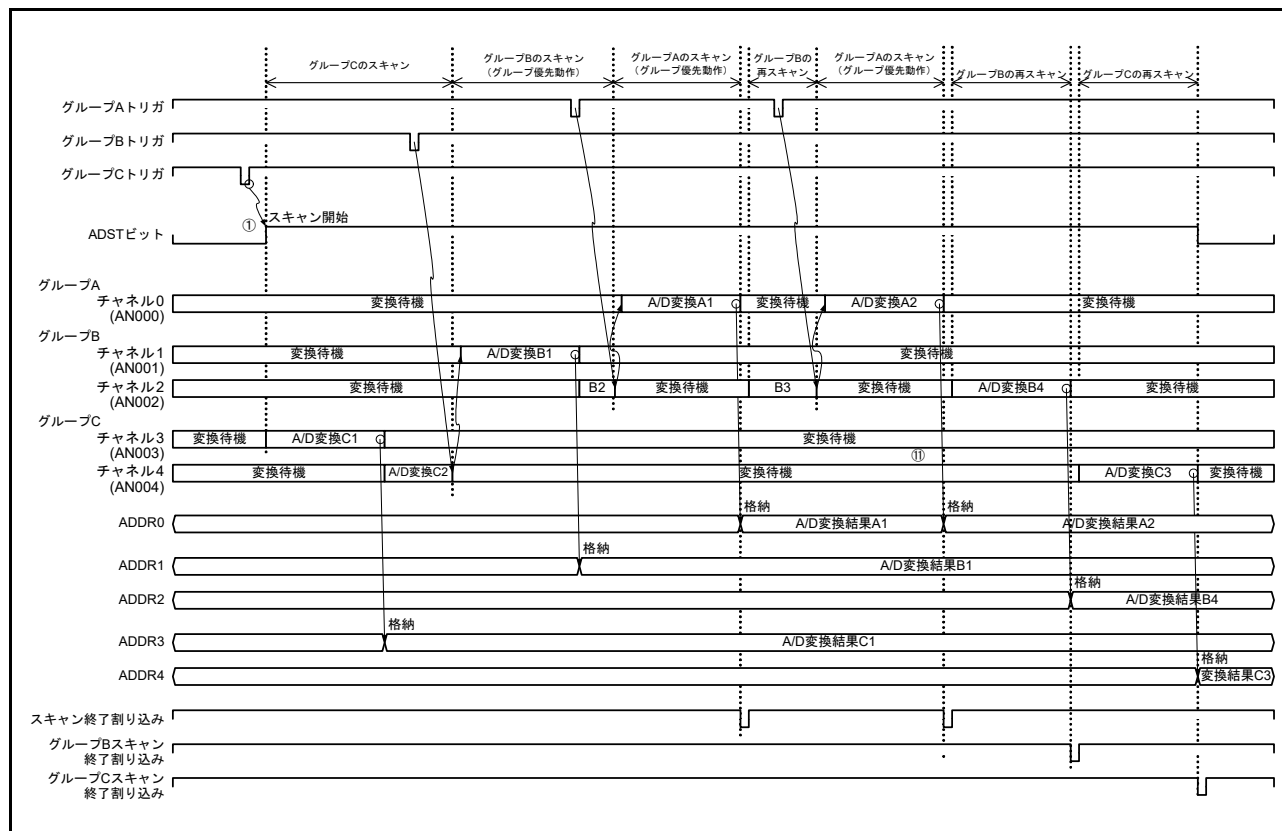 グループCのスキャン
グループBのスキャン
(グループ優先動作)
グループAのスキャン
(グループ優先動作)
グループBの
再スキャン
グループAのスキャン
(グループ優先動作)
グループBの再スキャン
グループCの再スキャン
グループAトリガ
グループBトリガ
グループCトリガ
① スキャン開始
ADSTビット
グループA
チャネル0
(AN000)
変換待機 A/D変換A1 変換待機 A/D変換A2 変換待機
グループB
チャネル1
(AN001)
変換待機 A/D変換B1 変換待機
チャネル2
(AN002)
変換待機 B2 変換待機 B3 変換待機 A/D変換B4 変換待機
グループC
チャネル3
(AN003)
変換待機 A/D変換C1 変換待機
⑪
チャネル4
(AN004)
変換待機 A/D変換C2 変換待機 A/D変換C3 変換待機
格納 格納
ADDR0 A/D変換結果A1 A/D変換結果A2
格納
ADDR1 A/D変換結果B1
格納
ADDR2 A/D変換結果B4
格納
ADDR3 A/D変換結果C1
格納
ADDR4 変換結果C3
スキャン終了割り込み
グループBスキャン
終了割り込み
グループCスキャン
終了割り込み